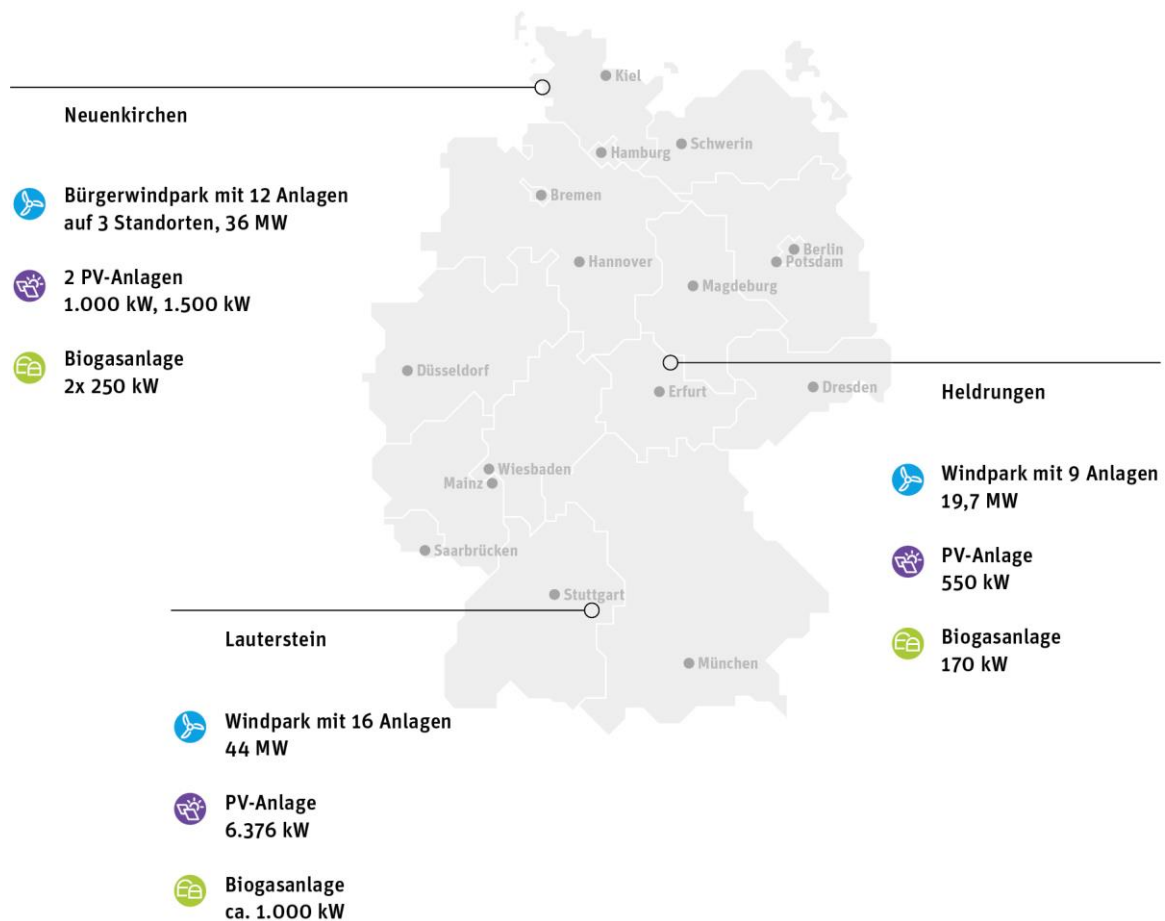 Neuenkirchen
Bürgerwindpark mit 12 Anlagen
auf 3 Standorten, 36 MW
2 PV-Anlagen
1.000 kW, 1.500 kW
Biogasanlage
2x 250 kW
Kiel
Schwerin
Hamburg
Bremen
Berlin
Potsdam
Hannover
Magdeburg
Düsseldorf
Erfurt
Dresden
Wiesbaden
Mainz
Saarbrücken
Stuttgart
München
Heldrungen
Windpark mit 9 Anlagen
19,7 MW
PV-Anlage
550 kW
Biogasanlage
170 kW
Lauterstein
Windpark mit 16 Anlagen
44 MW
PV-Anlage
6.376 kW
Biogasanlage
ca. 1.000 kW